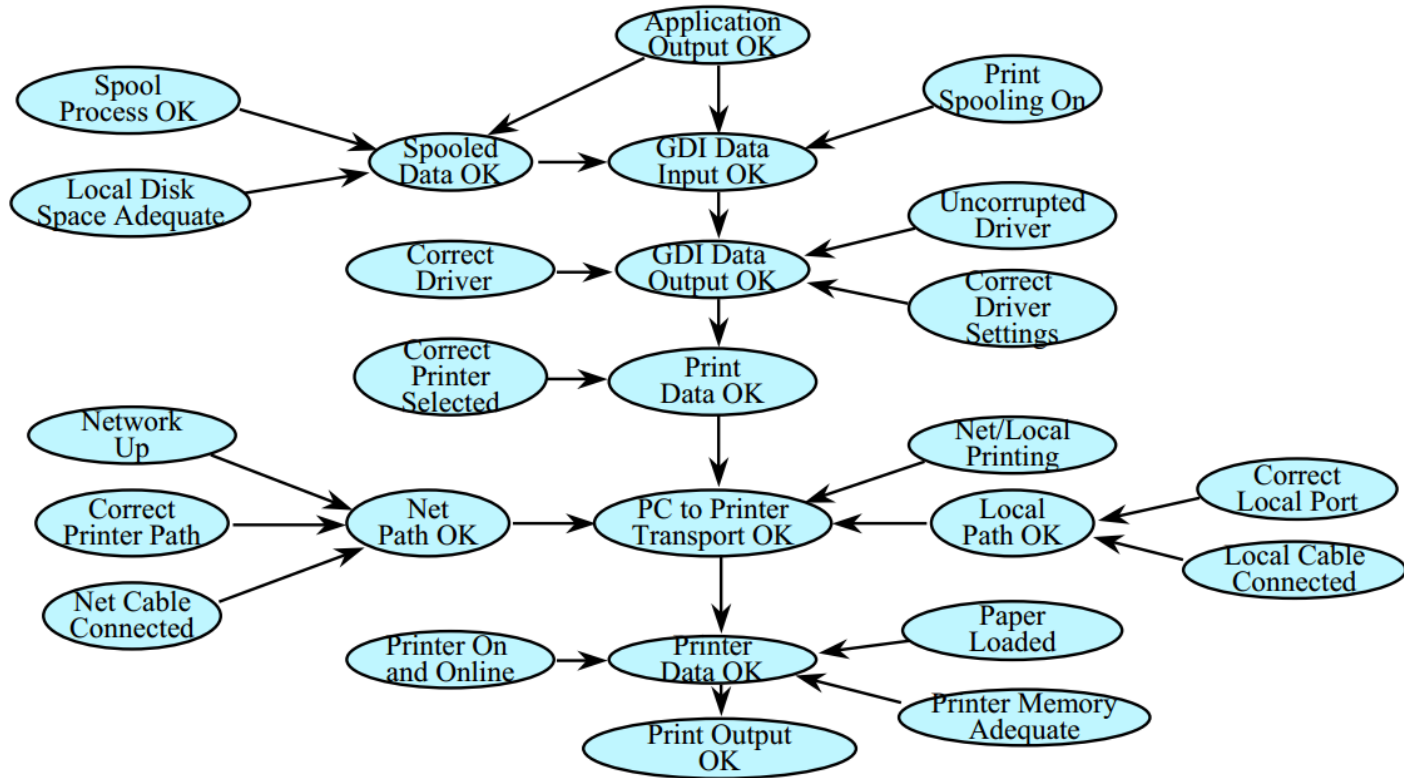 Application
Output OK
Spool
Process OK
Print
Spooling On
Spooled
Data OK
GDI Data
Input OK
Local Disk
Space Adequate
Uncorrupted
Driver
Correct
Driver
GDI Data
Output OK
Correct
Driver
Settings
Correct
Printer
Selected
Print
Data OK
Network
Up
Net/Local
Printing
Correct
Printer Path
Net
Path OK
PC to Printer
Transport OK
Local
Path OK
Correct
Local Port
Net Cable
Connected
Local Cable
Connected
Printer On
and Online
Printer
Data OK
Paper
Loaded
Printer Memory
Adequate
Print Output
OK